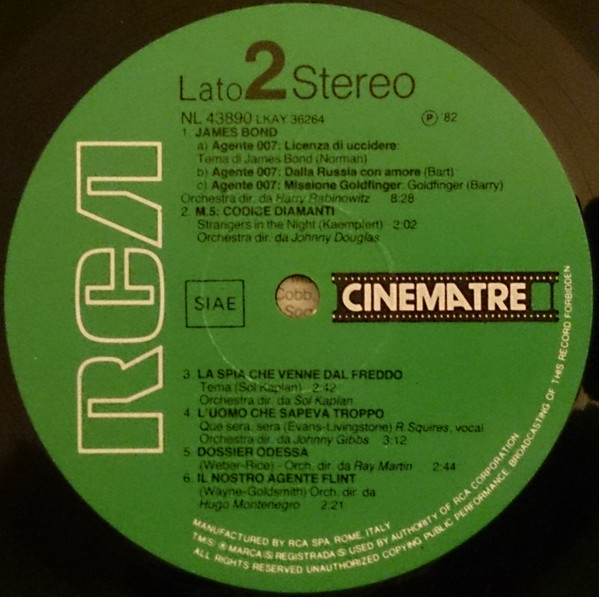 Lato 2 Stereo
NL 43890 LKAY 36264
Ⓟ '82
1. JAMES BOND
a) Agente 007: Licenza di uccidere:
Tema di James Bond (Norman)
b) Agente 007: Dalla Russia con amore (Bart)
c) Agente 007: Missione Goldfinger: Goldfinger (Barry)
Orchestra dir. da Harry Rabinowitz 8:28
2. M.5: CODICE DIAMANTI
Strangers in the Night (Kaempfert) 2:02
Orchestra dir. da Johnny Douglas
RCA
SIAE
Cobb,
CINEMATRE
3. LA SPIA CHE VENNE DAL FREDDO
Tema (Sol Kaplan) 2:42
Orchestra dir. da Sol Kaplan
4. L'UOMO CHE SAPEVA TROPPO
Que sera, sera (Evans-Livingstone) R. Squires, vocal
Orchestra dir. da Johnny Gibbs 3:12
5. DOSSIER ODESSA
(Weber-Rice) - Orch. dir. da Ray Martin 2:44
6. IL NOSTRO AGENTE FLINT
(Wayne-Goldsmith) Orch. dir. da
Hugo Montenegro 2:21
MANUFACTURED BY RCA SPA, ROME, ITALY
TM(S) ® MARCA(S) REGISTRADA(S) USED BY AUTHORITY OF RCA CORPORATION
ALL RIGHTS RESERVED UNAUTHORIZED COPYING PUBLIC PERFORMANCE BROADCASTING OF THIS RECORD FORBIDDEN